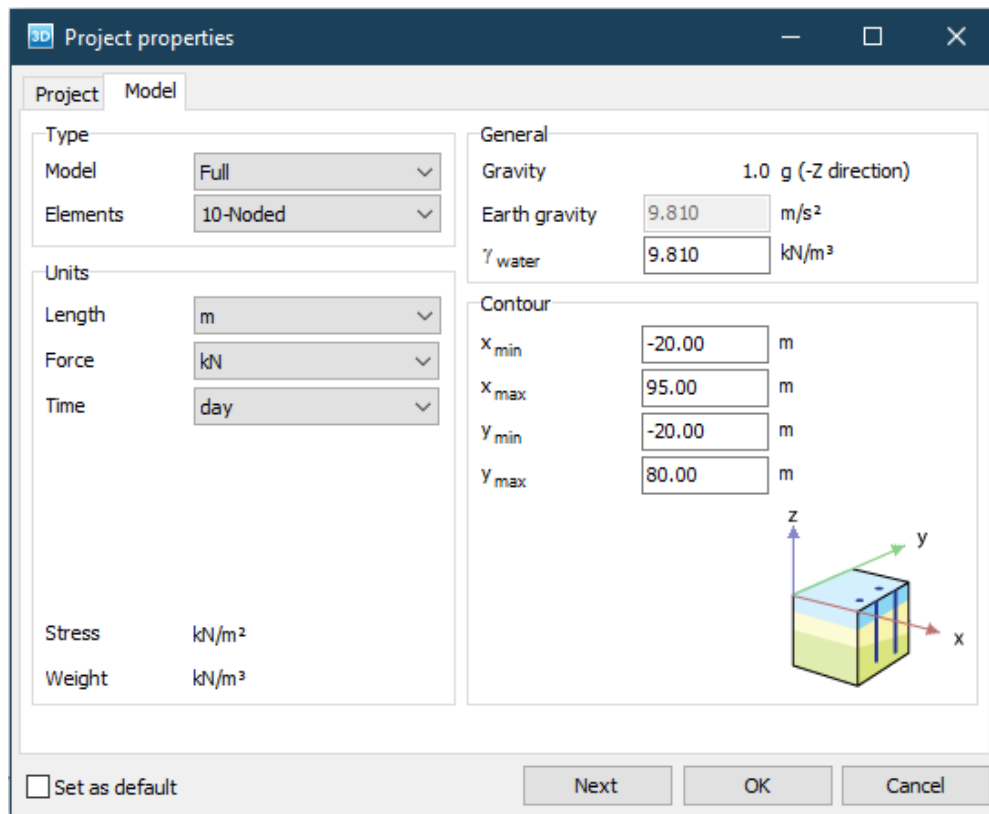 3D Project properties
Project Model
Type
Model Full
Elements 10-Noded
Units
Length m
Force kN
Time day
Stress kN/m²
Weight kN/m³
General
Gravity 1.0 g (-Z direction)
Earth gravity 9.810 m/s²
γ water 9.810 kN/m³
Contour
x min -20.00 m
x max 95.00 m
y min -20.00 m
y max 80.00 m
z
y
x
Set as default Next OK Cancel